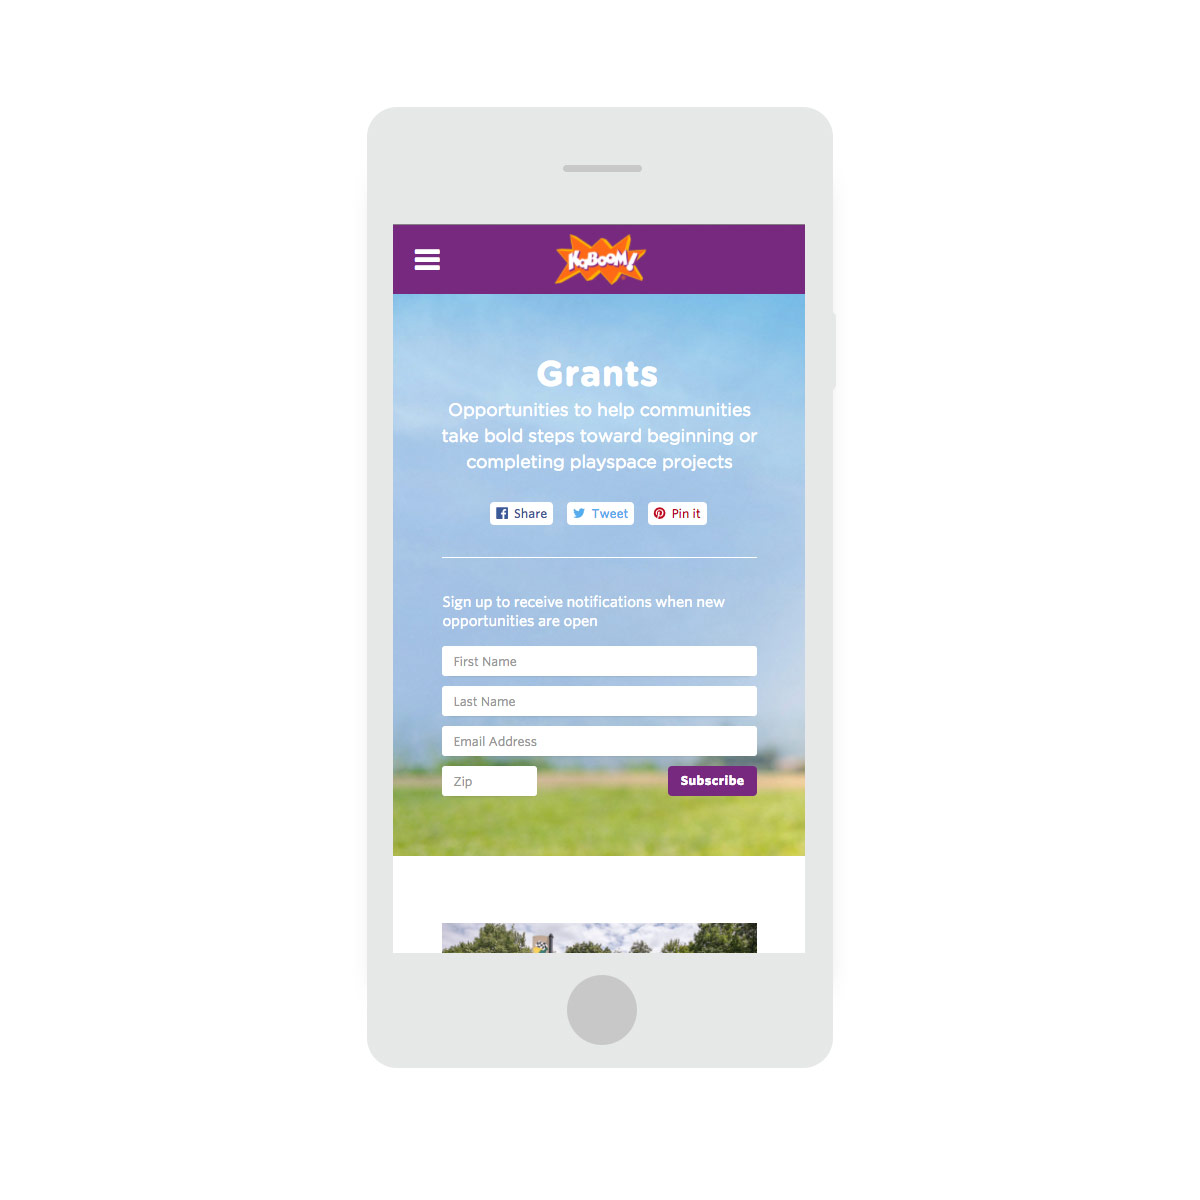 KaBOOM!
Grants
Opportunities to help communities
take bold steps toward beginning or
completing playspace projects
Share Tweet Pin it
Sign up to receive notifications when new
opportunities are open
First Name
Last Name
Email Address
Zip Subscribe